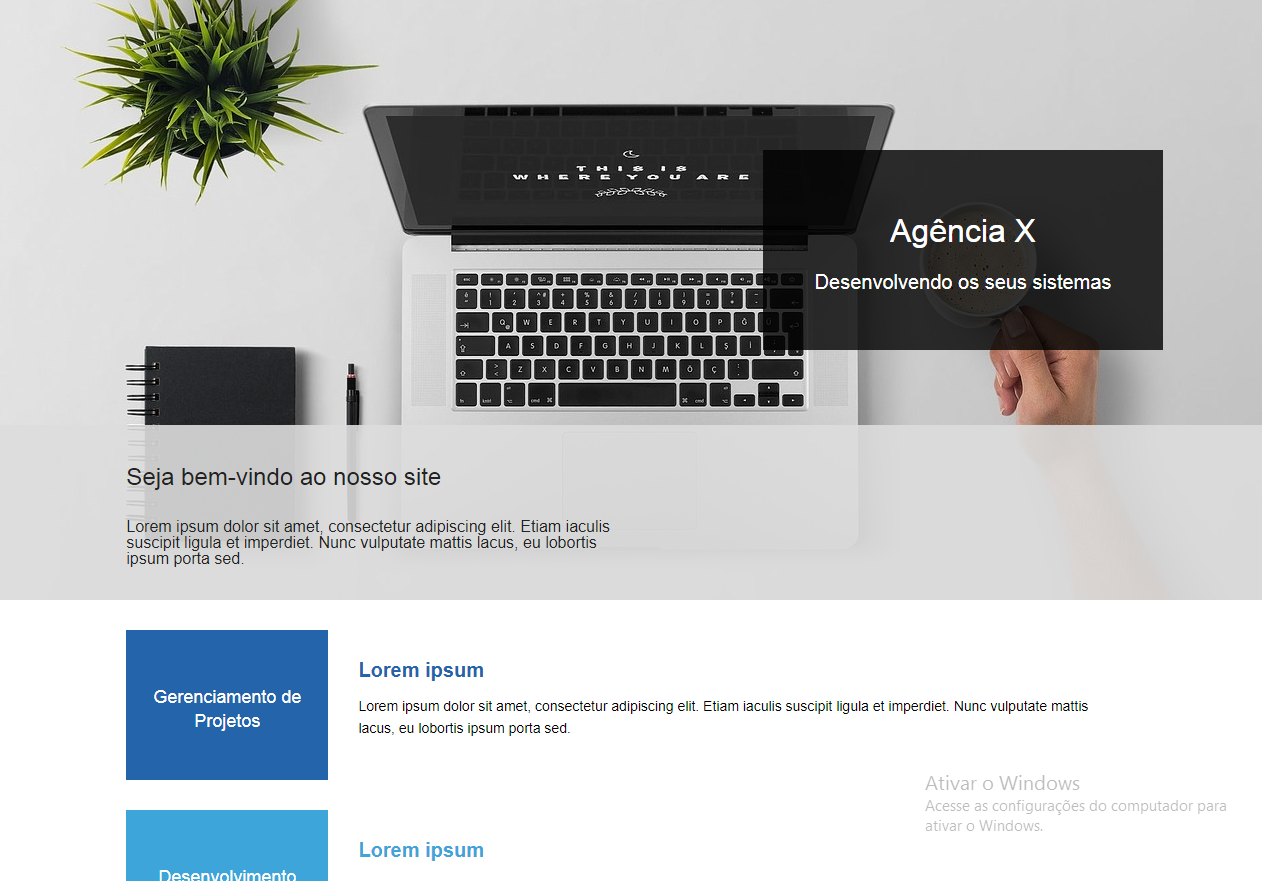 THIS IS
WHERE YOU ARE
Agência X
Desenvolvendo os seus sistemas
Seja bem-vindo ao nosso site
Lorem ipsum dolor sit amet, consectetur adipiscing elit. Etiam iaculis
suscipit ligula et imperdiet. Nunc vulputate mattis lacus, eu lobortis
ipsum porta sed.
Gerenciamento de
Projetos
Lorem ipsum
Lorem ipsum dolor sit amet, consectetur adipiscing elit. Etiam iaculis suscipit ligula et imperdiet. Nunc vulputate mattis
lacus, eu lobortis ipsum porta sed.
Ativar o Windows
Acesse as configurações do computador para
ativar o Windows.
Lorem ipsum
Desenvolvimento